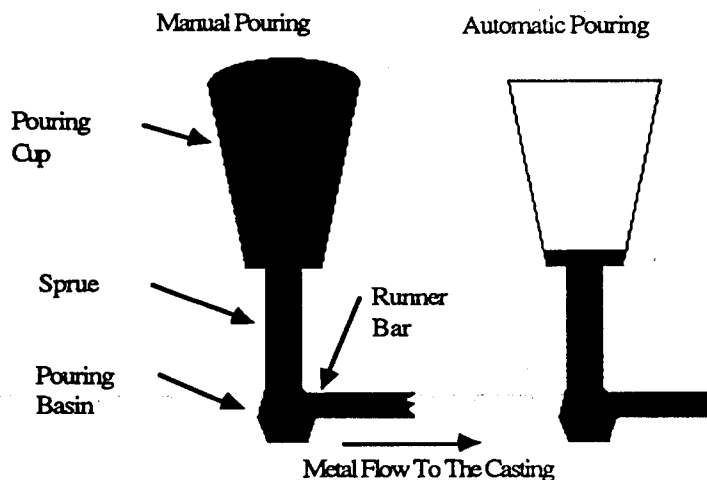 Manual Pouring
Automatic Pouring
Pouring
Cup
Sprue
Runner
Bar
Pouring
Basin
Metal Flow To The Casting